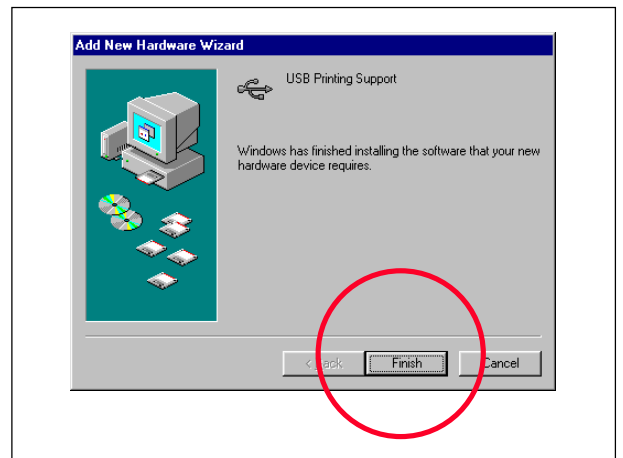 Add New Hardware Wizard
USB Printing Support
Windows has finished installing the software that your new
hardware device requires.
< Back
Finish
Cancel